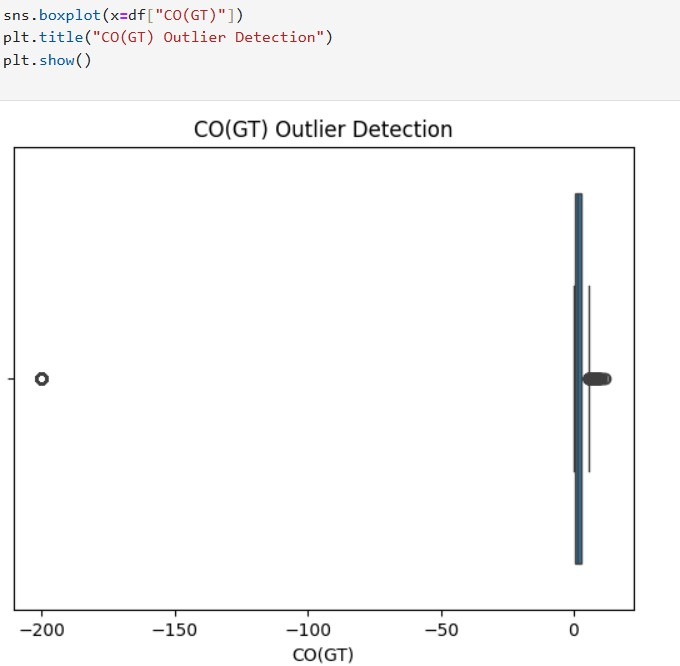 sns.boxplot(x=df["CO(GT)"])
plt.title("CO(GT) Outlier Detection")
plt.show()
CO(GT) Outlier Detection
−200 −150 −100 −50 0
CO(GT)